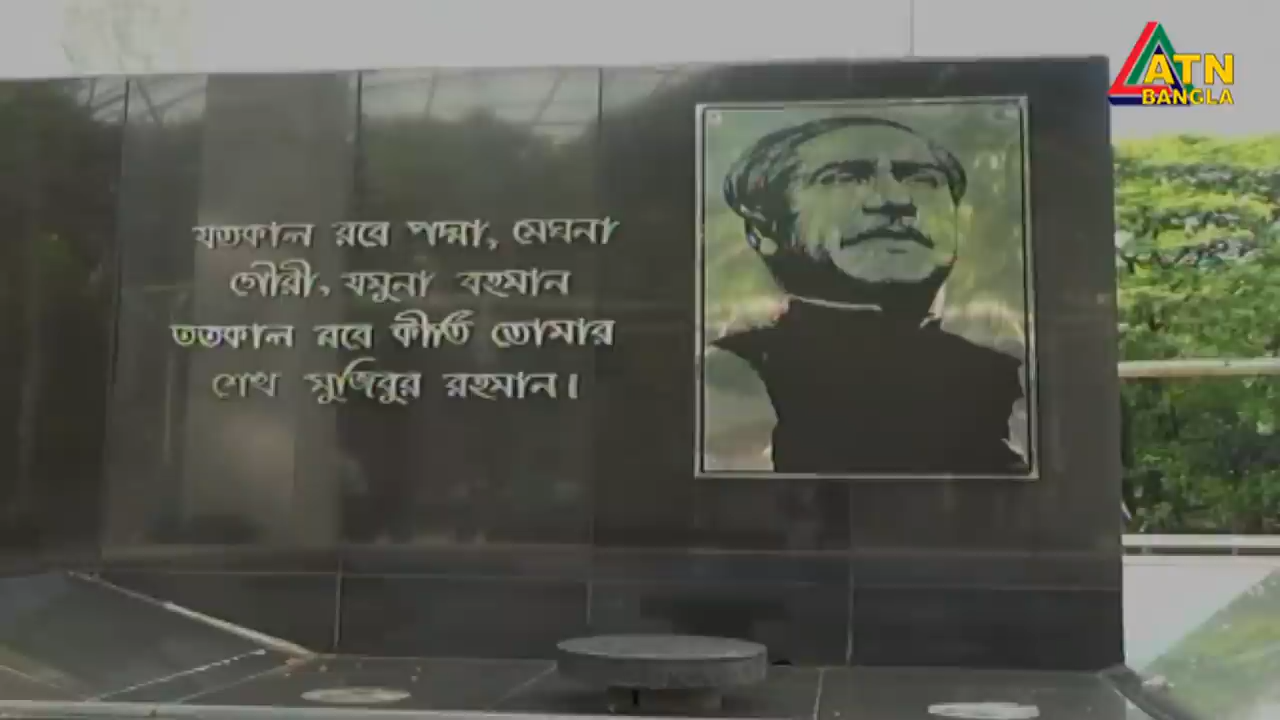 ATN
BANGLA
যতকাল রবে পদ্মা, মেঘনা
গৌরী, যমুনা বহমান
ততকাল রবে কীর্তি তোমার
শেখ মুজিবুর রহমান।